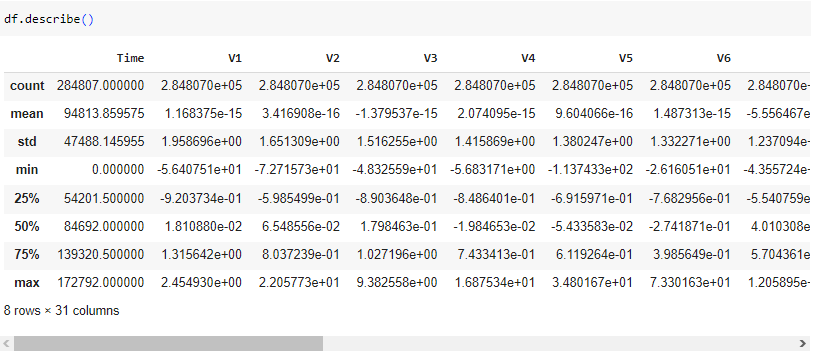 df.describe()
Time V1 V2 V3 V4 V5 V6
count 284807.000000 2.848070e+05 2.848070e+05 2.848070e+05 2.848070e+05 2.848070e+05 2.848070e+05 2.848070e-
mean 94813.859575 1.168375e-15 3.416908e-16 -1.379537e-15 2.074095e-15 9.604066e-16 1.487313e-15 -5.556467e
std 47488.145955 1.958696e+00 1.651309e+00 1.516255e+00 1.415869e+00 1.380247e+00 1.332271e+00 1.237094e-
min 0.000000 -5.640751e+01 -7.271573e+01 -4.832559e+01 -5.683171e+00 -1.137433e+02 -2.616051e+01 -4.355724e-
25% 54201.500000 -9.203734e-01 -5.985499e-01 -8.903648e-01 -8.486401e-01 -6.915971e-01 -7.682956e-01 -5.540759e
50% 84692.000000 1.810880e-02 6.548556e-02 1.798463e-01 -1.984653e-02 -5.433583e-02 -2.741871e-01 4.010308e
75% 139320.500000 1.315642e+00 8.037239e-01 1.027196e+00 7.433413e-01 6.119264e-01 3.985649e-01 5.704361e
max 172792.000000 2.454930e+00 2.205773e+01 9.382558e+00 1.687534e+01 3.480167e+01 7.330163e+01 1.205895e-
8 rows × 31 columns